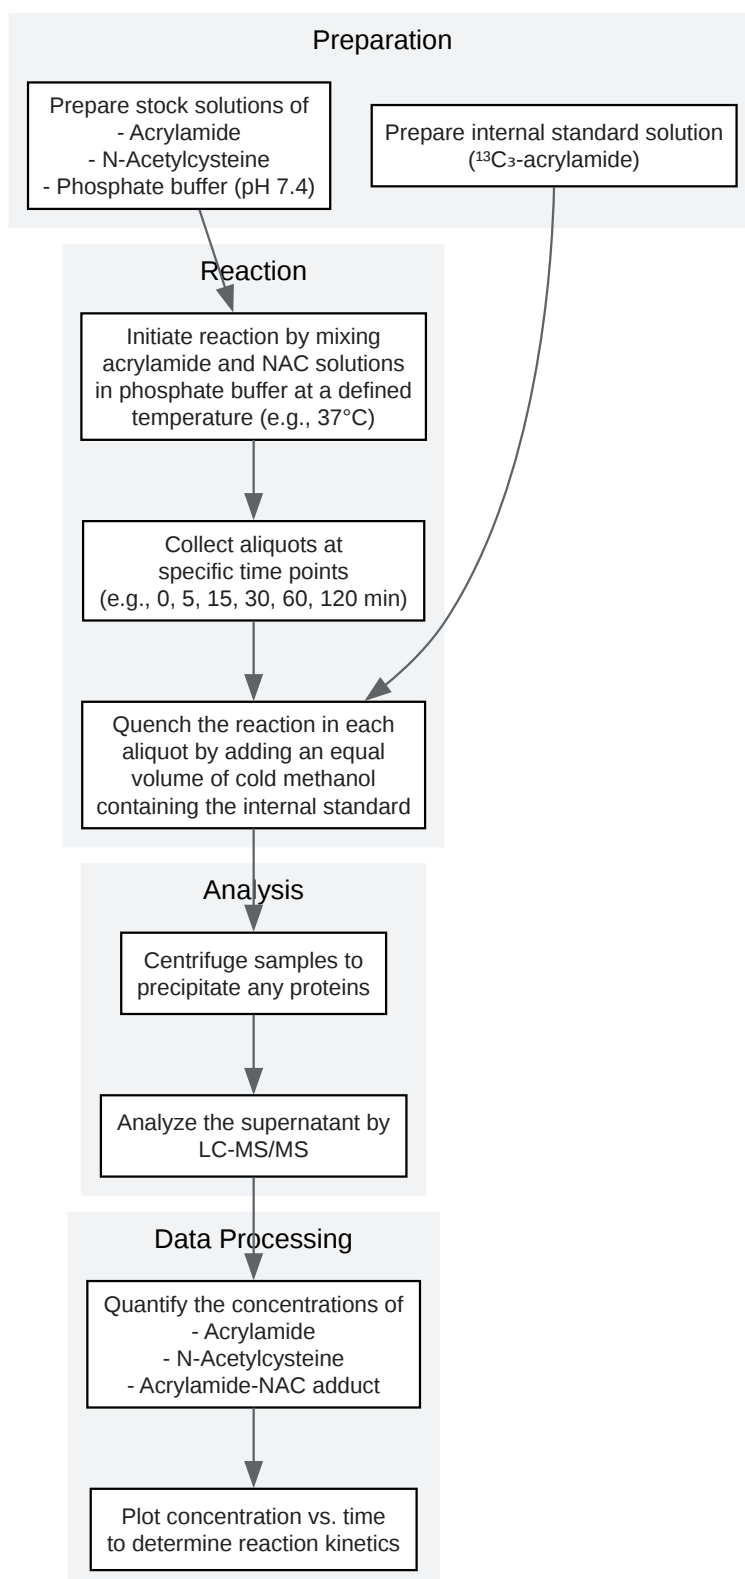 Preparation
Prepare stock solutions of
- Acrylamide
- N-Acetylcysteine
- Phosphate buffer (pH 7.4)
Prepare internal standard solution
(¹³C₃-acrylamide)
Reaction
Initiate reaction by mixing
acrylamide and NAC solutions
in phosphate buffer at a defined
temperature (e.g., 37°C)
Collect aliquots at
specific time points
(e.g., 0, 5, 15, 30, 60, 120 min)
Quench the reaction in each
aliquot by adding an equal
volume of cold methanol
containing the internal standard
Analysis
Centrifuge samples to
precipitate any proteins
Analyze the supernatant by
LC-MS/MS
Data Processing
Quantify the concentrations of
- Acrylamide
- N-Acetylcysteine
- Acrylamide-NAC adduct
Plot concentration vs. time
to determine reaction kinetics